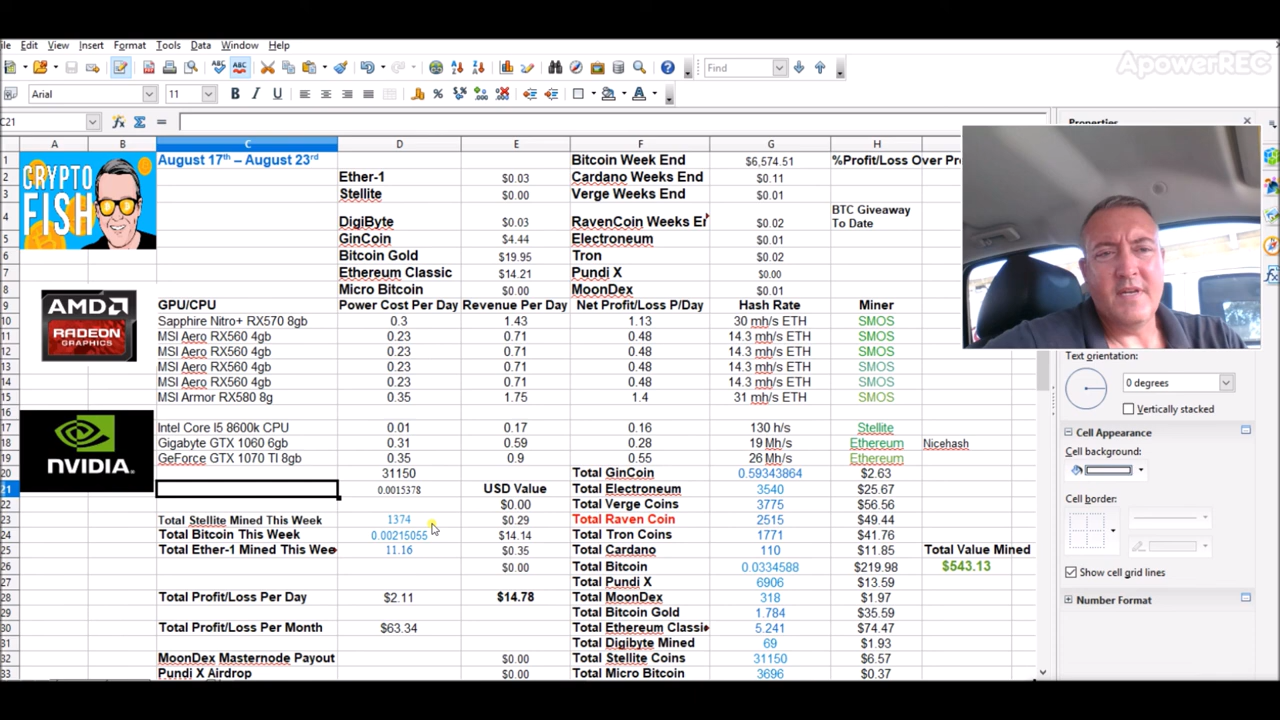 ApowerREC
ile Edit View Insert Format Tools Data Window Help
Find
Arial 11 B I U
C21
Properties
A B C D E F G H
1 August 17th – August 23rd Bitcoin Week End $6,574.51 %Profit/Loss Over Pr
2 Ether-1 $0.03 Cardano Weeks End $0.11
3 Stellite $0.00 Verge Weeks End $0.01
4 DigiByte $0.03 RavenCoin Weeks Er $0.02 BTC Giveaway To Date
5 GinCoin $4.44 Electroneum $0.01
6 Bitcoin Gold $19.95 Tron $0.02
7 Ethereum Classic $14.21 Pundi X $0.00
8 Micro Bitcoin $0.00 MoonDex $0.01
CRYPTO
FISH
9 GPU/CPU Power Cost Per Day Revenue Per Day Net Profit/Loss P/Day Hash Rate Miner
10 Sapphire Nitro+ RX570 8gb 0.3 1.43 1.13 30 mh/s ETH SMOS
11 MSI Aero RX560 4gb 0.23 0.71 0.48 14.3 mh/s ETH SMOS
12 MSI Aero RX560 4gb 0.23 0.71 0.48 14.3 mh/s ETH SMOS
13 MSI Aero RX560 4gb 0.23 0.71 0.48 14.3 mh/s ETH SMOS
14 MSI Aero RX560 4gb 0.23 0.71 0.48 14.3 mh/s ETH SMOS
15 MSI Armor RX580 8g 0.35 1.75 1.4 31 mh/s ETH SMOS
AMD
RADEON
GRAPHICS
16
17 Intel Core I5 8600k CPU 0.01 0.17 0.16 130 h/s Stellite
18 Gigabyte GTX 1060 6gb 0.31 0.59 0.28 19 Mh/s Ethereum Nicehash
19 GeForce GTX 1070 TI 8gb 0.35 0.9 0.55 26 Mh/s Ethereum
NVIDIA.
20 31150 Total GinCoin 0.59343864 $2.63
21 0.0015378 USD Value Total Electroneum 3540 $25.67
22 $0.00 Total Verge Coins 3775 $56.56
23 Total Stellite Mined This Week 1374 $0.29 Total Raven Coin 2515 $49.44
24 Total Bitcoin This Week 0.00215055 $14.14 Total Tron Coins 1771 $41.76
25 Total Ether-1 Mined This Wee 11.16 $0.35 Total Cardano 110 $11.85 Total Value Mined
26 $0.00 Total Bitcoin 0.0334588 $219.98 $543.13
27 Total Pundi X 6906 $13.59
28 Total Profit/Loss Per Day $2.11 $14.78 Total MoonDex 318 $1.97
29 Total Bitcoin Gold 1.784 $35.59
30 Total Profit/Loss Per Month $63.34 Total Ethereum Classi 5.241 $74.47
31 Total Digibyte Mined 69 $1.93
32 MoonDex Masternode Payout $0.00 Total Stellite Coins 31150 $6.57
33 Pundi X Airdrop $0.00 Total Micro Bitcoin 3696 $0.37
Text orientation:
0 degrees
Vertically stacked
Cell Appearance
Cell background:
Cell border:
Show cell grid lines
Number Format